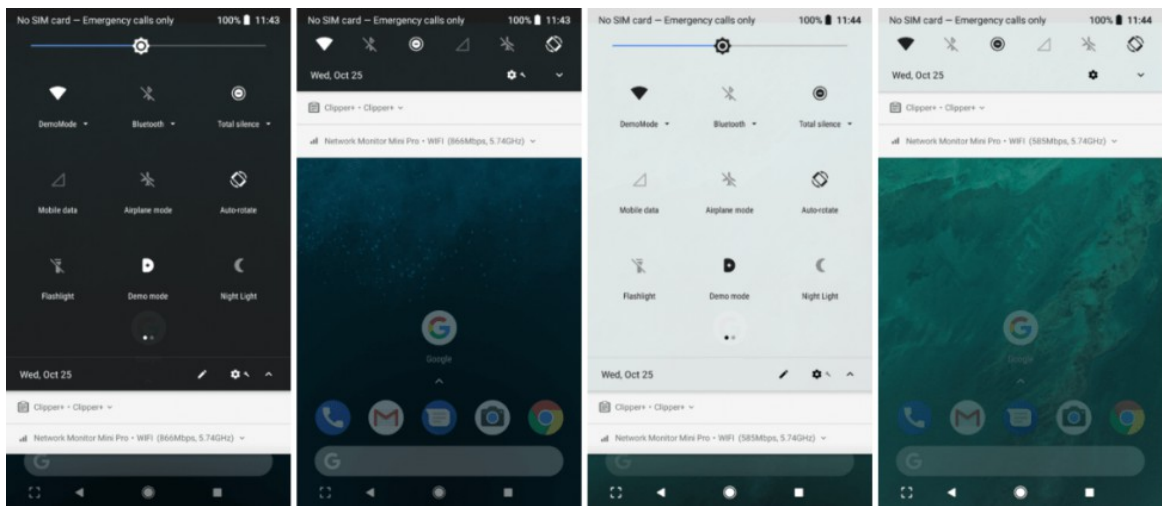 No SIM card — Emergency calls only 100% 11:43
DemoMode Bluetooth Total silence
Mobile data Airplane mode Auto-rotate
Flashlight Demo mode Night Light
Wed, Oct 25
Clipper+ • Clipper+
Network Monitor Mini Pro • WIFI (866Mbps, 5.74GHz)
G
No SIM card — Emergency calls only 100% 11:43
Wed, Oct 25
Clipper+ • Clipper+
Network Monitor Mini Pro • WIFI (866Mbps, 5.74GHz)
G
Google
G
No SIM card — Emergency calls only 100% 11:44
DemoMode Bluetooth Total silence
Mobile data Airplane mode Auto-rotate
Flashlight Demo mode Night Light
Wed, Oct 25
Clipper+ • Clipper+
Network Monitor Mini Pro • WIFI (585Mbps, 5.74GHz)
G
No SIM card — Emergency calls only 100% 11:44
Wed, Oct 25
Clipper+ • Clipper+
Network Monitor Mini Pro • WIFI (585Mbps, 5.74GHz)
G
Google
G